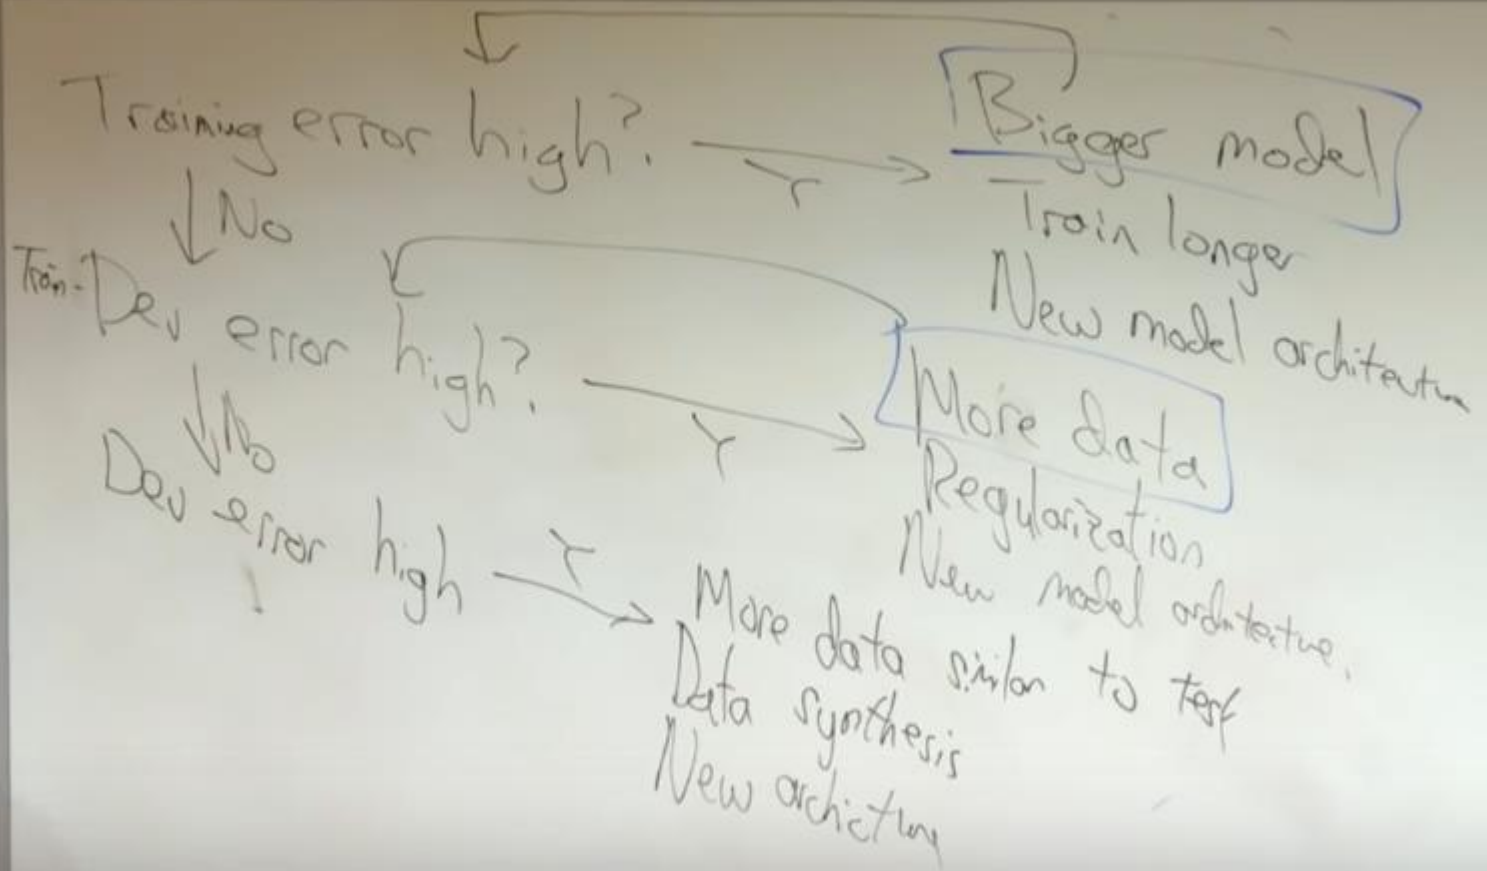 Training error high?
Y
Bigger model
Train longer
New model architecture
No
Train-Dev error high?
Y
More data
Regularization
New model architecture.
No
Dev error high
Y
More data similar to test
Data synthesis
New archicture